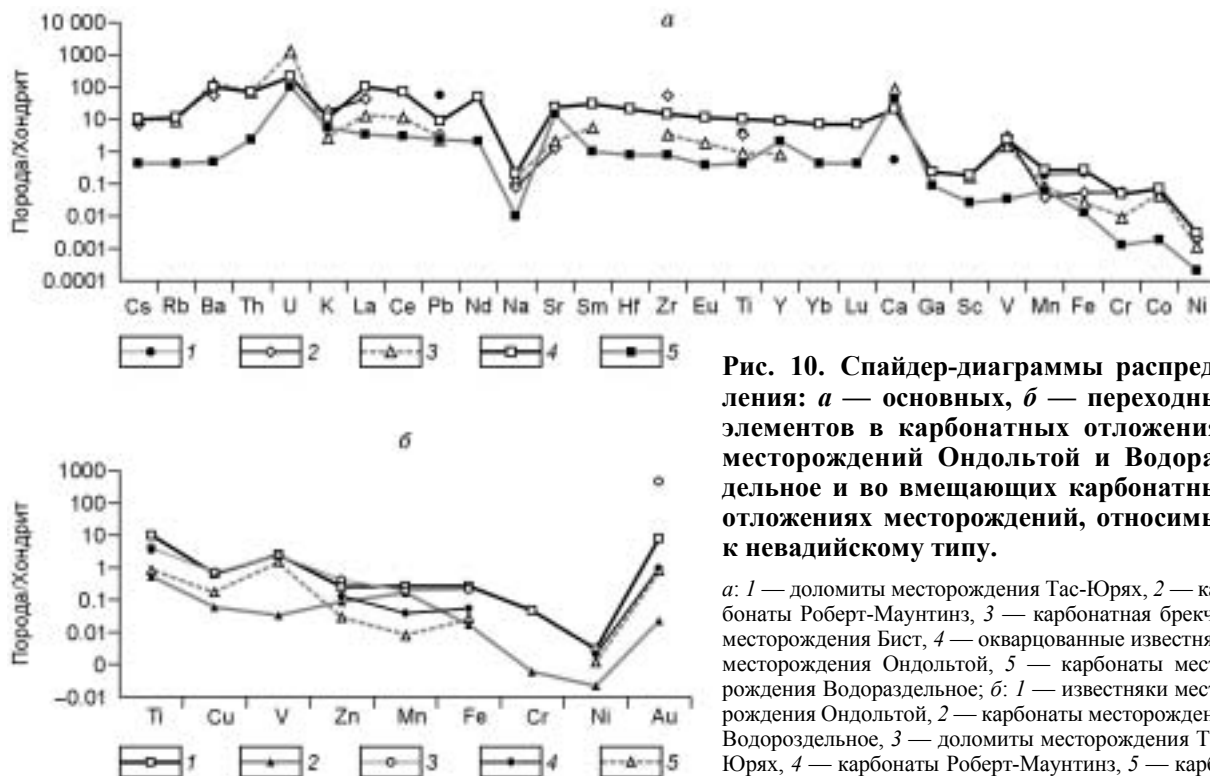 а
10 000
1000
100
10
1
0.1
0.01
0.001
0.0001
Порода/Хондрит
Cs Rb Ba Th U K La Ce Pb Nd Na Sr Sm Hf Zr Eu Ti Y Yb Lu Ca Ga Sc V Mn Fe Cr Co Ni
1 2 3 4 5
б
1000
100
10
1
0.1
0.01
0
–0.01
Порода/Хондрит
Ti Cu V Zn Mn Fe Cr Ni Au
1 2 3 4 5
Рис. 10. Спайдер-диаграммы распред
ления: а — основных, б — переходны
элементов в карбонатных отложения
месторождений Ондольтой и Водора
дельное и во вмещающих карбонатны
отложениях месторождений, относимы
к невадийскому типу.
а: 1 — доломиты месторождения Тас-Юрях, 2 — ка
бонаты Роберт-Маунтинз, 3 — карбонатная брекч
месторождения Бист, 4 — окварцованные известня
месторождения Ондольтой, 5 — карбонаты мест
рождения Водораздельное; б: 1 — известняки мест
рождения Ондольтой, 2 — карбонаты месторожден
Водороздельное, 3 — доломиты месторождения Т
Юрях, 4 — карбонаты Роберт-Маунтинз, 5 — карб